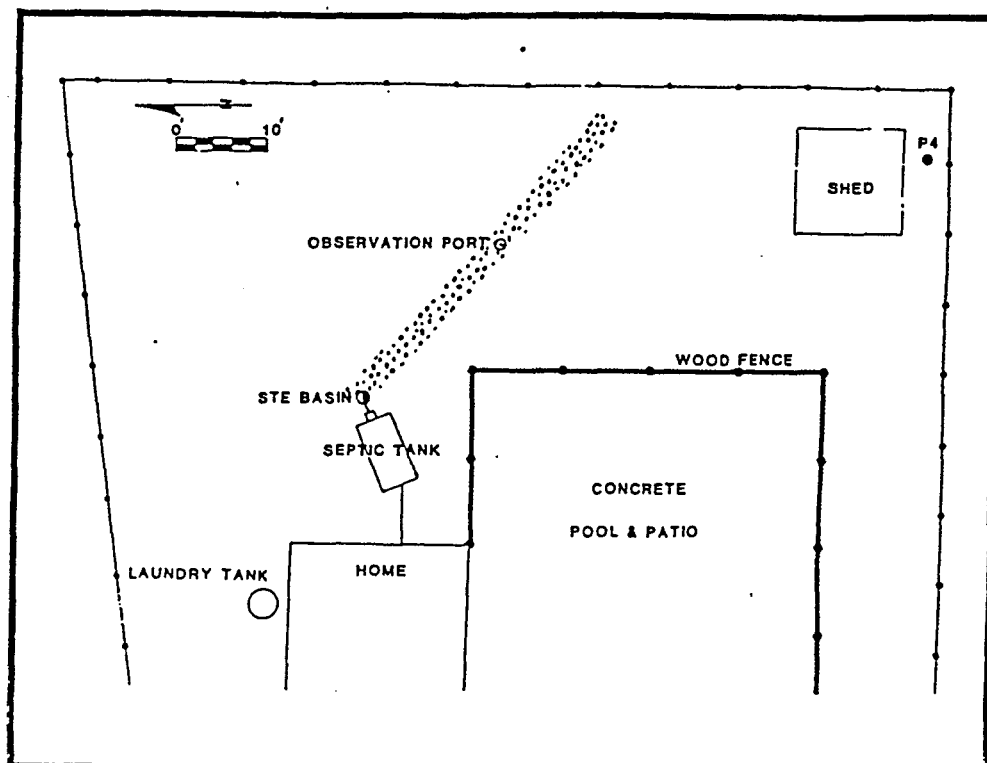 N
0' 10'
P4
SHED
OBSERVATION PORT
WOOD FENCE
STE BASIN
SEPTIC TANK
CONCRETE
POOL & PATIO
HOME
LAUNDRY TANK